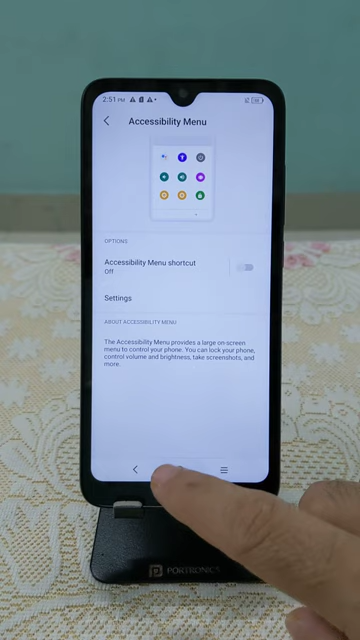 2:51 PM
Accessibility Menu
OPTIONS
Accessibility Menu shortcut
Off
Settings
ABOUT ACCESSIBILITY MENU
The Accessibility Menu provides a large on-screen
menu to control your phone. You can lock your phone,
control volume and brightness, take screenshots, and
more.
PORTRONICS